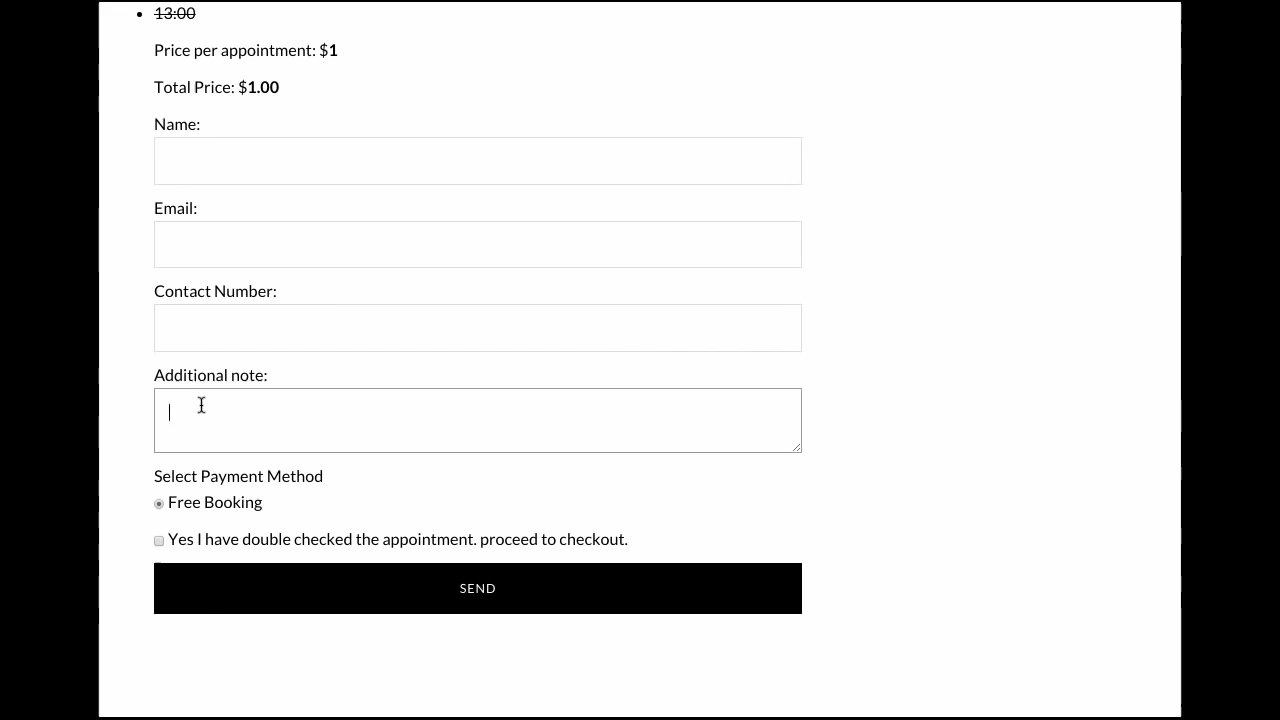 13:00
Price per appointment: $1
Total Price: $1.00
Name:
Email:
Contact Number:
Additional note:
Select Payment Method
Free Booking
Yes I have double checked the appointment. proceed to checkout.
SEND